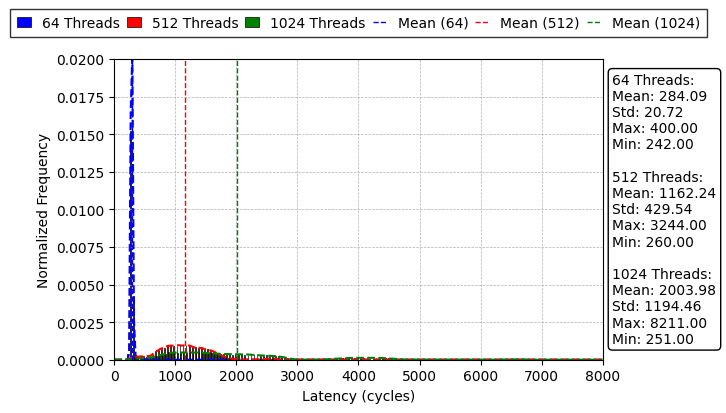 64 Threads 512 Threads 1024 Threads Mean (64) Mean (512) Mean (1024)
0.0200
0.0175
0.0150
0.0125
0.0100
0.0075
0.0050
0.0025
0.0000
Normalized Frequency
0 1000 2000 3000 4000 5000 6000 7000 8000
Latency (cycles)
64 Threads:
Mean: 284.09
Std: 20.72
Max: 400.00
Min: 242.00
512 Threads:
Mean: 1162.24
Std: 429.54
Max: 3244.00
Min: 260.00
1024 Threads:
Mean: 2003.98
Std: 1194.46
Max: 8211.00
Min: 251.00